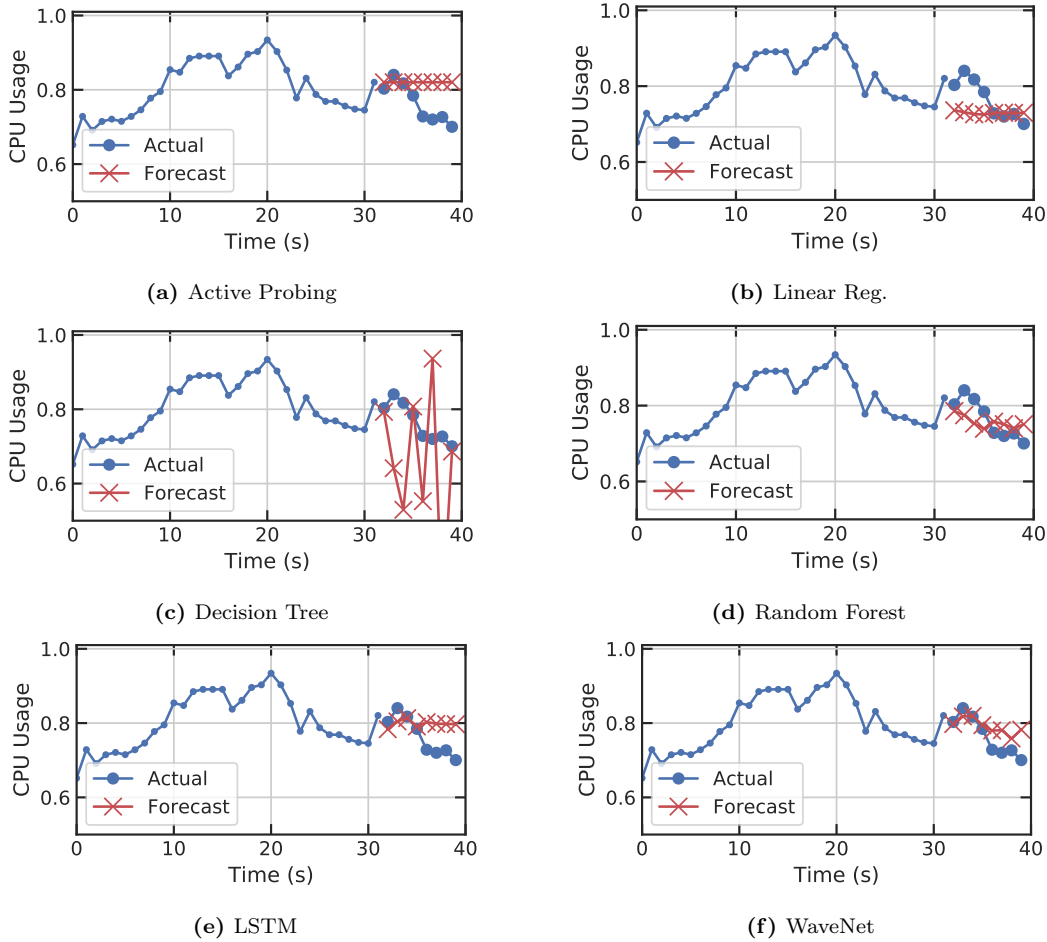 1.0
0.8
0.6
CPU Usage
Actual
Forecast
0 10 20 30 40
Time (s)
(a) Active Probing
1.0
0.8
0.6
CPU Usage
Actual
Forecast
0 10 20 30 40
Time (s)
(b) Linear Reg.
1.0
0.8
0.6
CPU Usage
Actual
Forecast
0 10 20 30 40
Time (s)
(c) Decision Tree
1.0
0.8
0.6
CPU Usage
Actual
Forecast
0 10 20 30 40
Time (s)
(d) Random Forest
1.0
0.8
0.6
CPU Usage
Actual
Forecast
0 10 20 30 40
Time (s)
(e) LSTM
1.0
0.8
0.6
CPU Usage
Actual
Forecast
0 10 20 30 40
Time (s)
(f) WaveNet